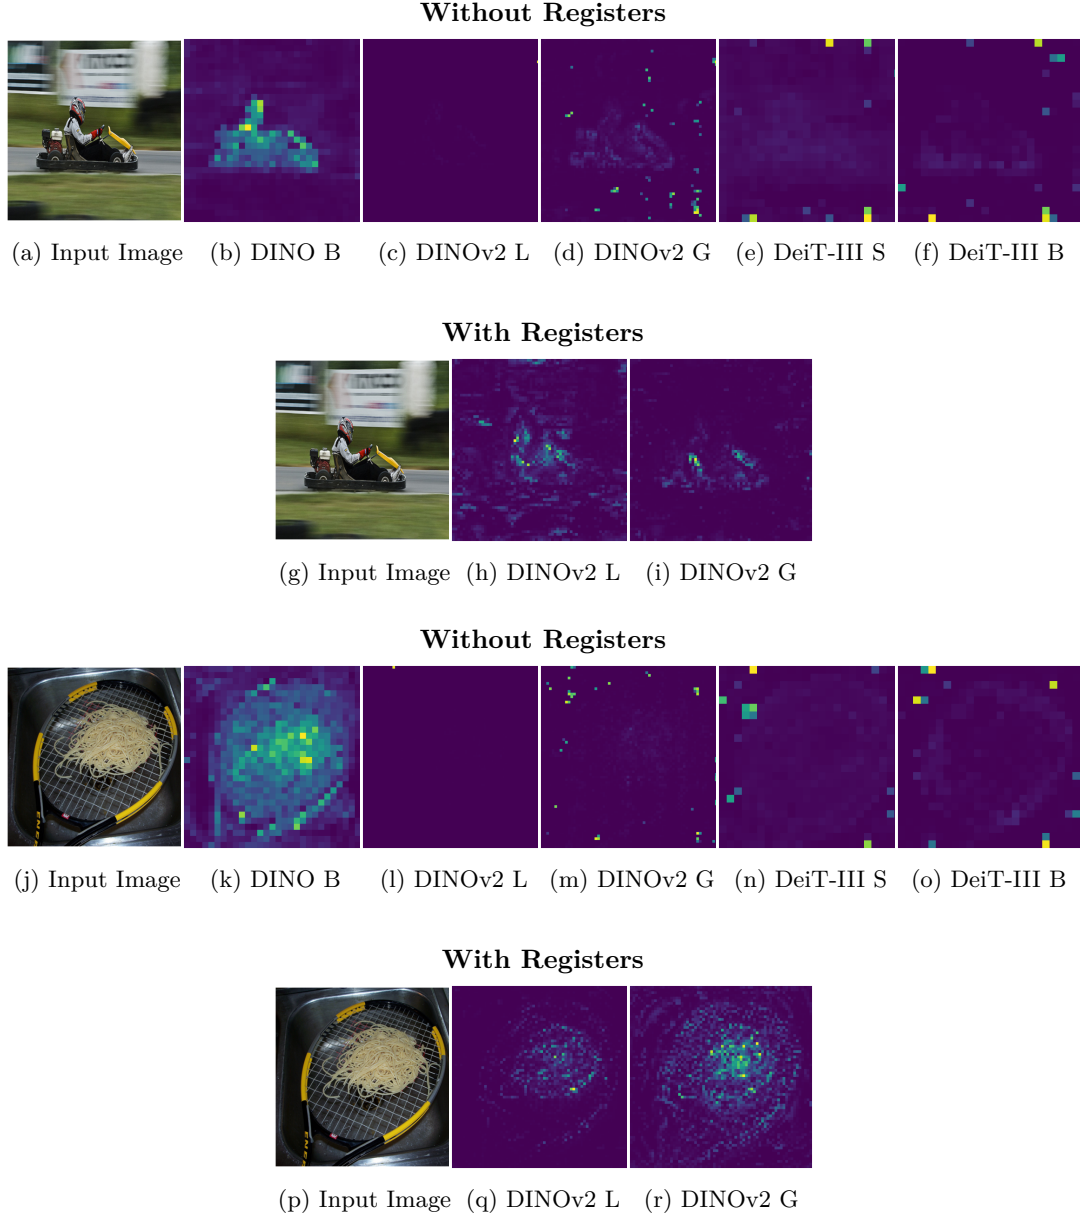 Without Registers
(a) Input Image (b) DINO B (c) DINOv2 L (d) DINOv2 G (e) DeiT-III S (f) DeiT-III B
With Registers
(g) Input Image (h) DINOv2 L (i) DINOv2 G
Without Registers
(j) Input Image (k) DINO B (l) DINOv2 L (m) DINOv2 G (n) DeiT-III S (o) DeiT-III B
With Registers
(p) Input Image (q) DINOv2 L (r) DINOv2 G